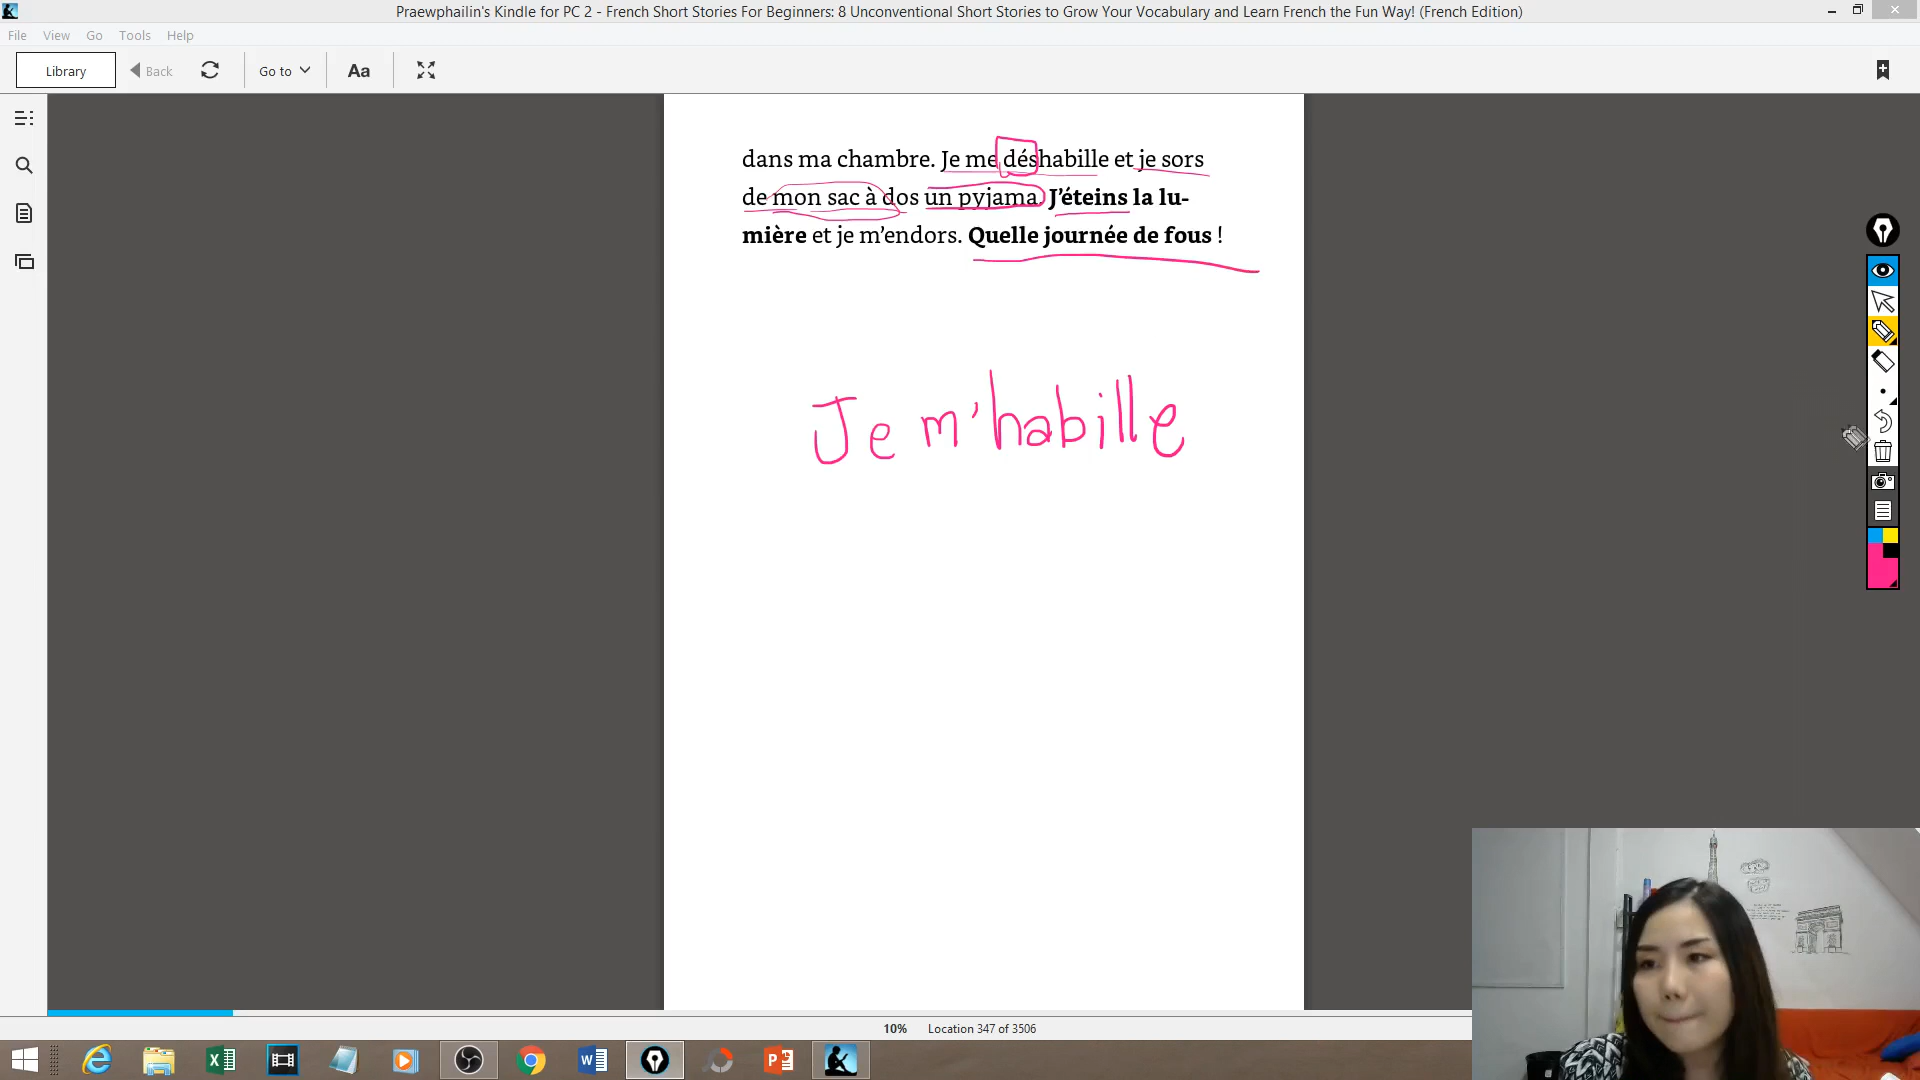 Praewphailin's Kindle for PC 2 - French Short Stories For Beginners: 8 Unconventional Short Stories to Grow Your Vocabulary and Learn French the Fun Way! (French Edition)
File View Go Tools Help
Library Back Go to Aa
dans ma chambre. Je me déshabille et je sors
de mon sac à dos un pyjama. J'éteins la lu-
mière et je m'endors. Quelle journée de fous !
Je m'habille
10% Location 347 of 3506